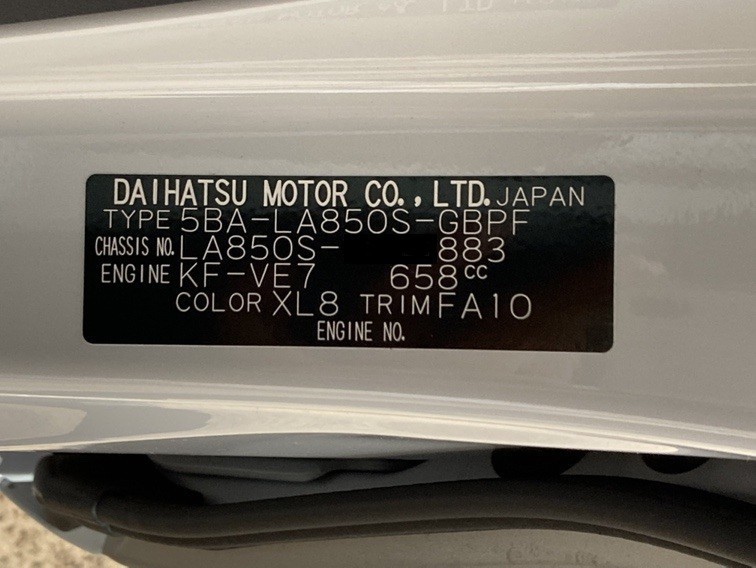 DAIHATSU MOTOR CO., LTD. JAPAN
TYPE 5BA-LA850S-GBPF
CHASSIS NO. LA850S- 883
ENGINE KF-VE7 658cc
COLOR XL8 TRIM FA10
ENGINE NO.